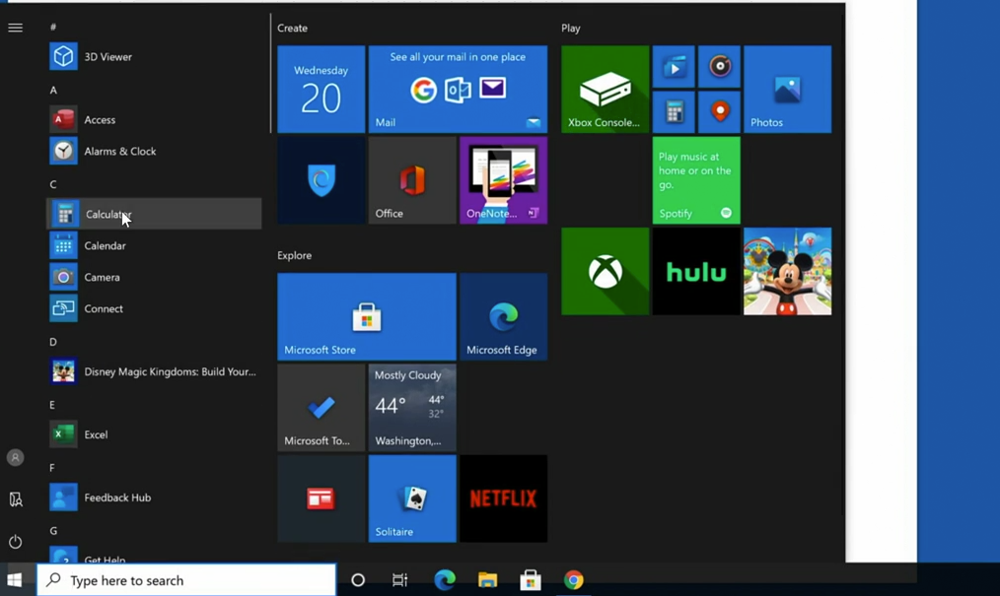 #
3D Viewer
A
Access
Alarms & Clock
C
Calculator
Calendar
Camera
Connect
D
Disney Magic Kingdoms: Build Your...
E
Excel
F
Feedback Hub
G
Get Help
Create
Wednesday
20
See all your mail in one place
Mail
Office
OneNote...
Explore
Microsoft Store
Microsoft Edge
Microsoft To...
Mostly Cloudy
44° 44°
32°
Washington,...
Solitaire
NETFLIX
Play
Xbox Console...
Photos
Play music at
home or on the
go.
Spotify
hulu
Type here to search